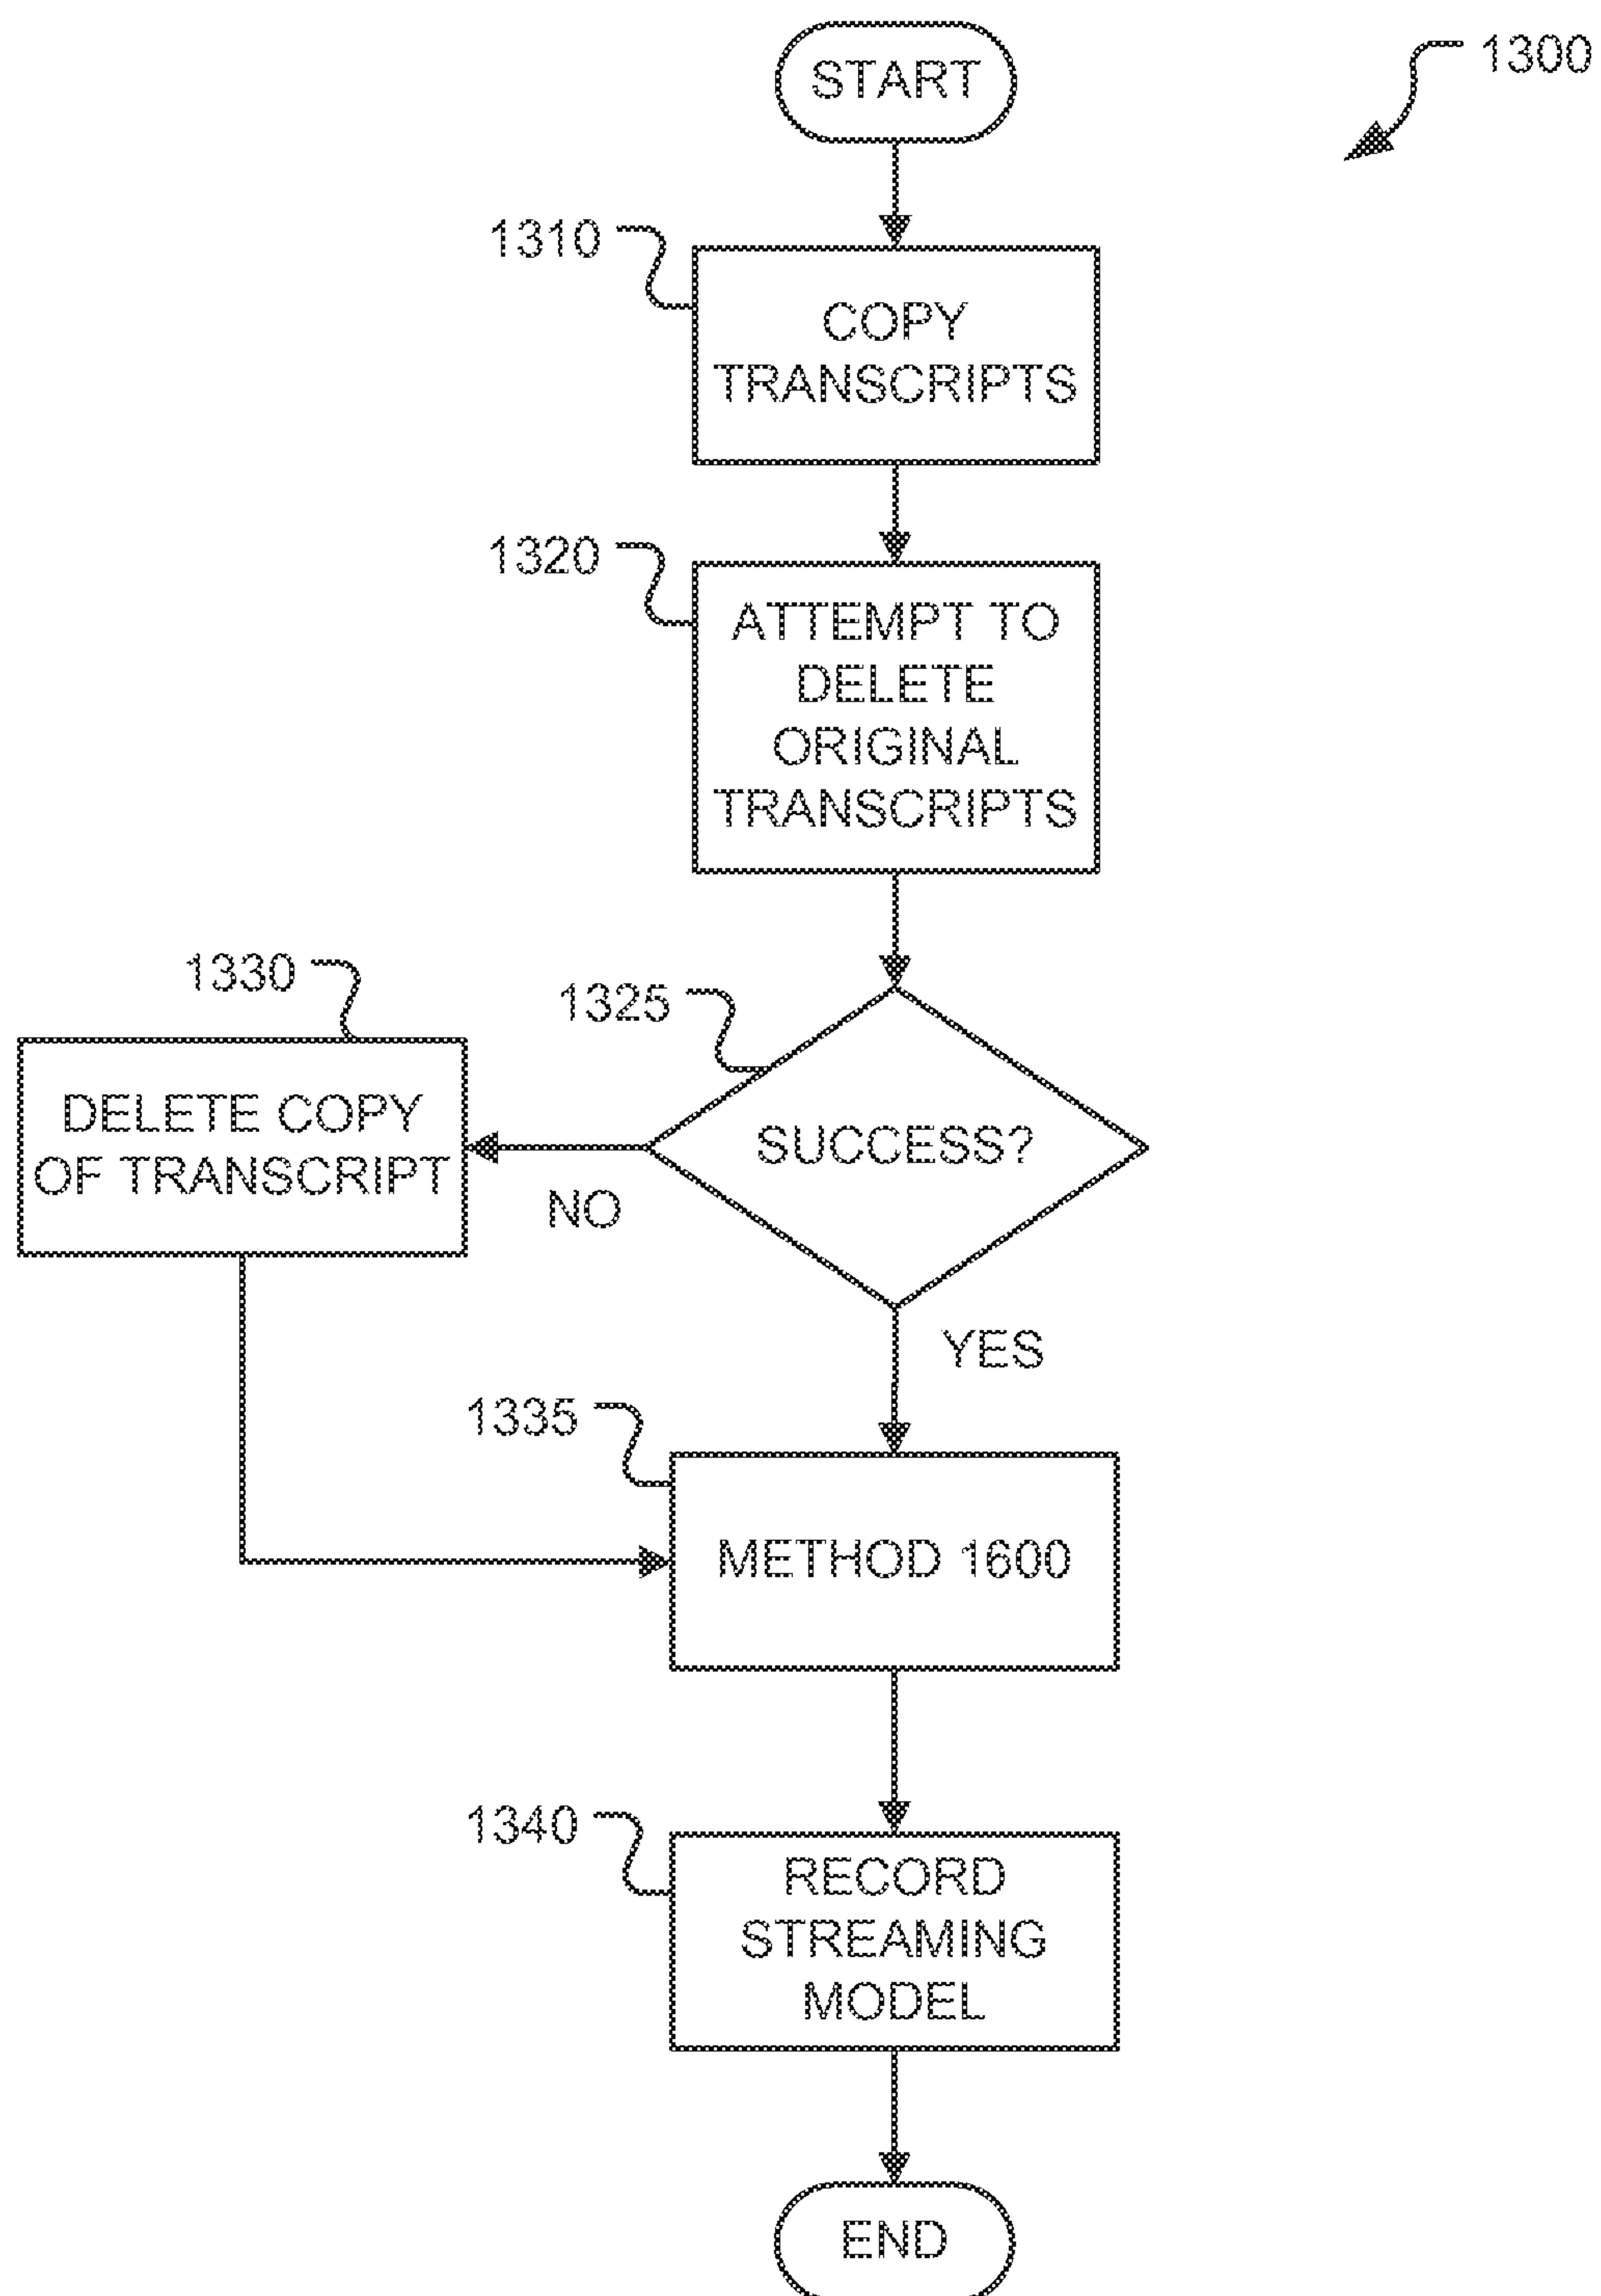 START
1300
1310
COPY
TRANSCRIPTS
1320
ATTEMPT TO
DELETE
ORIGINAL
TRANSCRIPTS
1330
1325
DELETE COPY
OF TRANSCRIPT
SUCCESS?
NO
YES
1335
METHOD 1600
1340
RECORD
STREAMING
MODEL
END